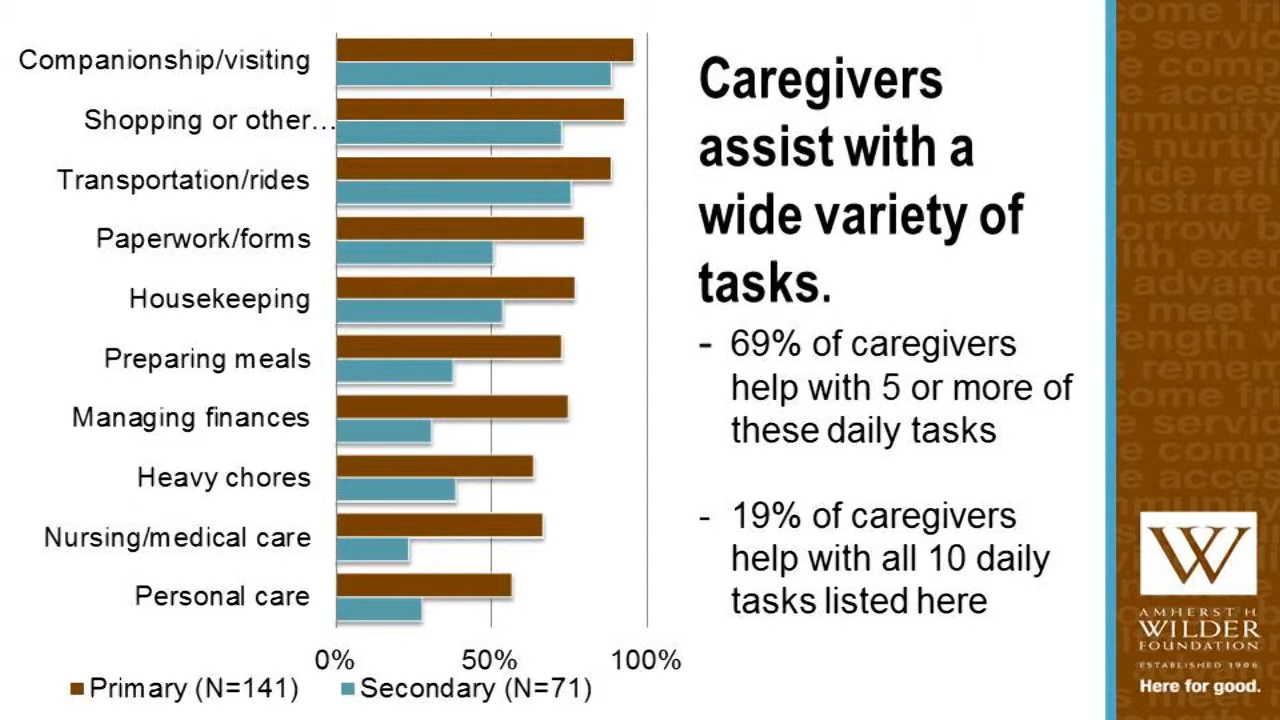 Companionship/visiting
Shopping or other…
Transportation/rides
Paperwork/forms
Housekeeping
Preparing meals
Managing finances
Heavy chores
Nursing/medical care
Personal care
0%
50%
100%
Primary (N=141)
Secondary (N=71)
Caregivers
assist with a
wide variety of
tasks.
- 69% of caregivers
help with 5 or more of
these daily tasks
- 19% of caregivers
help with all 10 daily
tasks listed here
W
AMHERST H
WILDER
FOUNDATION
ESTABLISHED 1906
Here for good.